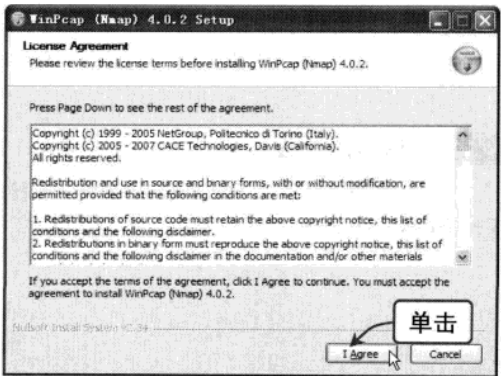 WinPcap (Nmap) 4.0.2 Setup
License Agreement
Please review the license terms before installing WinPcap (Nmap) 4.0.2.
Press Page Down to see the rest of the agreement.
Copyright (c) 1999 - 2005 NetGroup, Politecnico di Torino (Italy).
Copyright (c) 2005 - 2007 CACE Technologies, Davis (California).
All rights reserved.
Redistribution and use in source and binary forms, with or without modification, are
permitted provided that the following conditions are met:
1. Redistributions of source code must retain the above copyright notice, this list of
conditions and the following disclaimer.
2. Redistributions in binary form must reproduce the above copyright notice, this list of
conditions and the following disclaimer in the documentation and/or other materials
If you accept the terms of the agreement, click I Agree to continue. You must accept the
agreement to install WinPcap (Nmap) 4.0.2.
Nullsoft Install System v2.34
单击
I Agree
Cancel